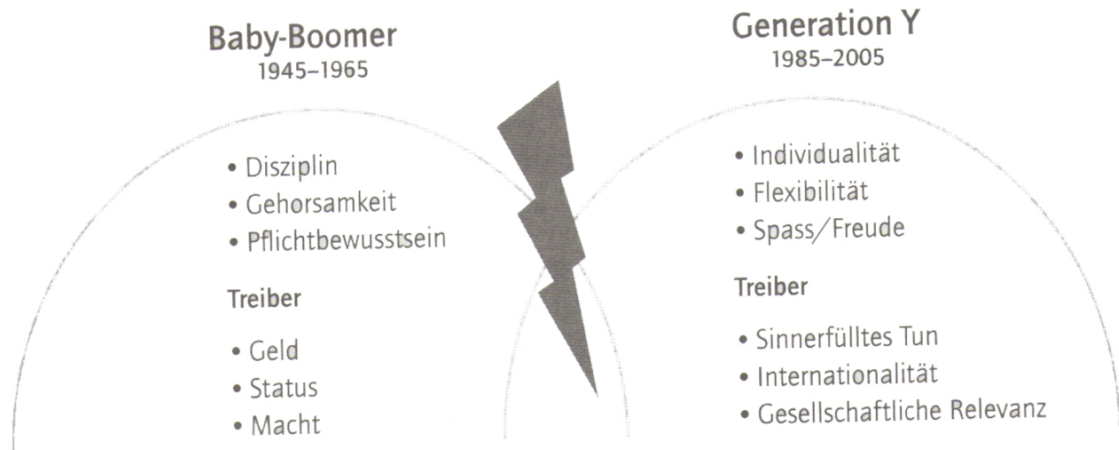 Baby-Boomer
1945–1965
• Disziplin
• Gehorsamkeit
• Pflichtbewusstsein
Treiber
• Geld
• Status
• Macht
Generation Y
1985–2005
• Individualität
• Flexibilität
• Spass/Freude
Treiber
• Sinnerfülltes Tun
• Internationalität
• Gesellschaftliche Relevanz